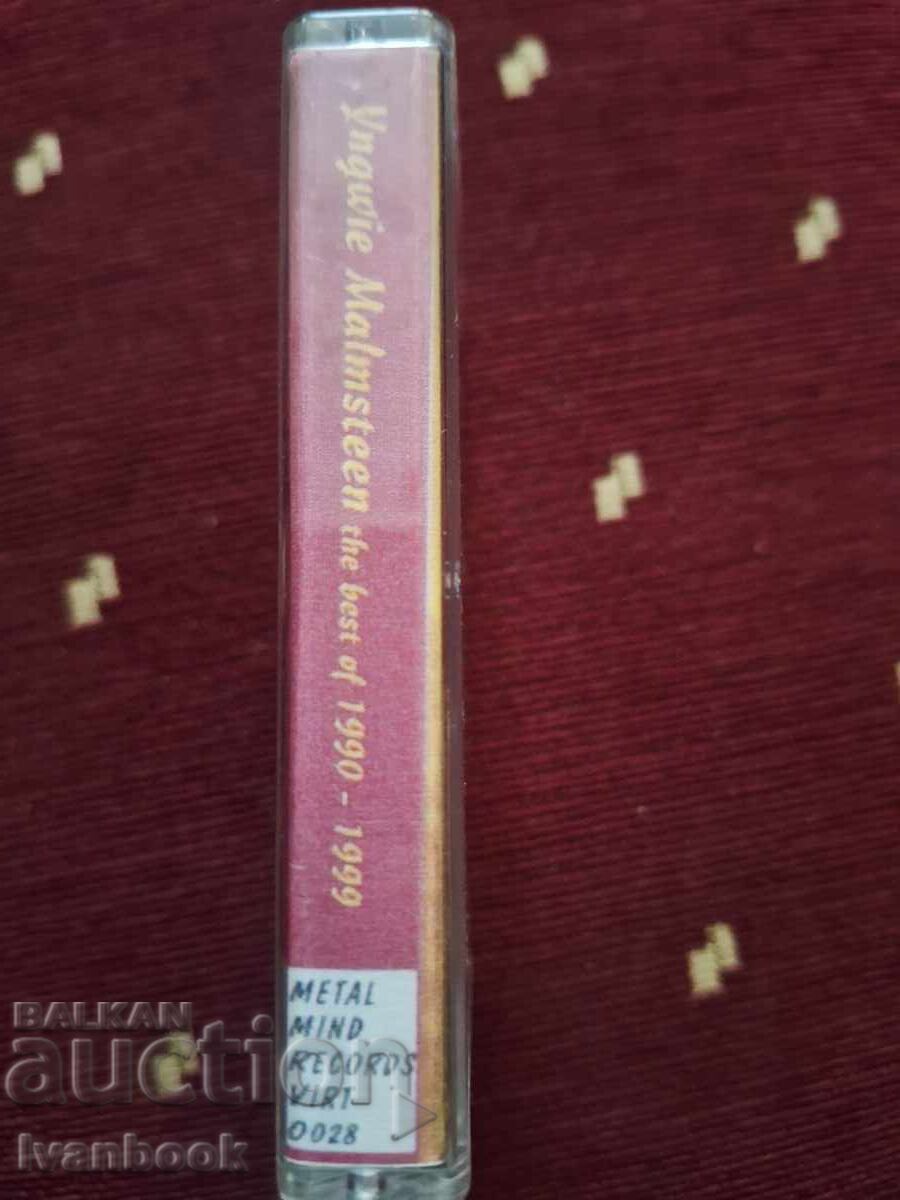 Yngwie Malmsteen the best of 1990 - 1999
METAL
MIND
RECORDS
VIRT
0028
BALKAN
auction
Ivanbook